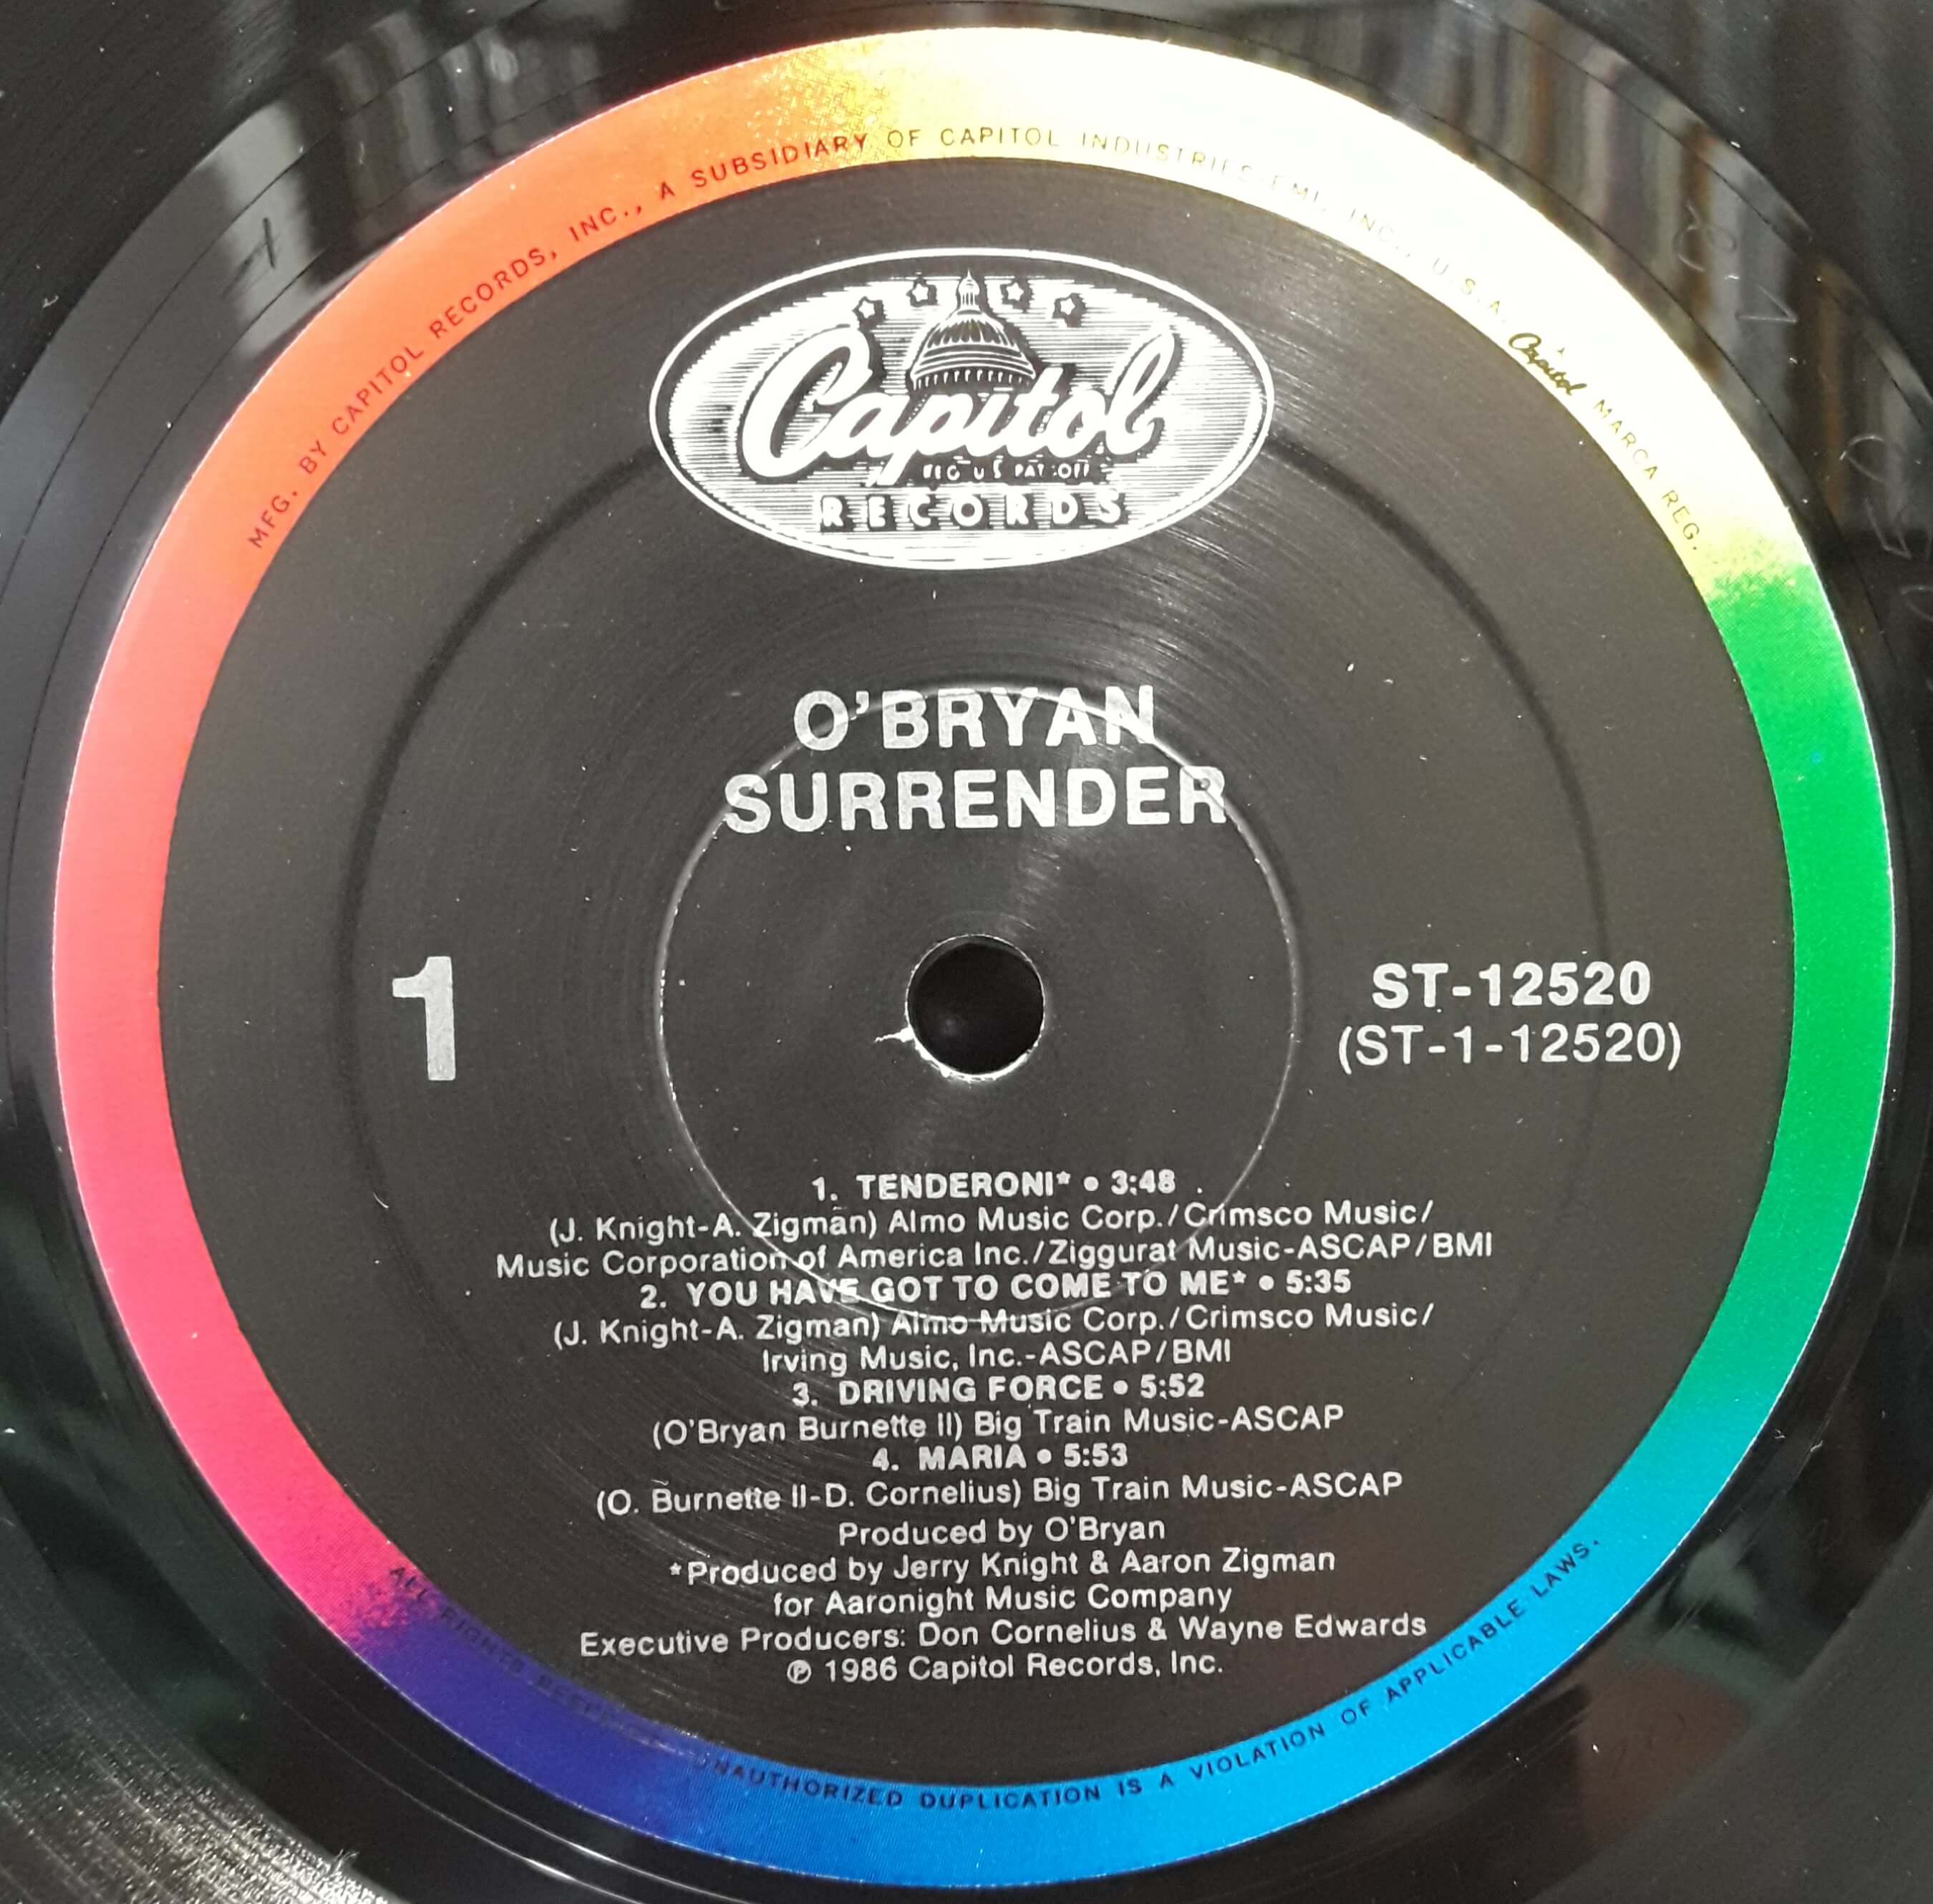 MFG. BY CAPITOL RECORDS, INC., A SUBSIDIARY OF CAPITOL INDUSTRIES-EMI, INC., U.S.A. Capitol MARCA REG.
Capitol
REG. U.S. PAT. OFF.
RECORDS
O'BRYAN
SURRENDER
1
ST-12520
(ST-1-12520)
1. TENDERONI* • 3:48
(J. Knight-A. Zigman) Almo Music Corp./Crimsco Music/
Music Corporation of America Inc./Ziggurat Music-ASCAP/BMI
2. YOU HAVE GOT TO COME TO ME* • 5:35
(J. Knight-A. Zigman) Almo Music Corp./Crimsco Music/
Irving Music, Inc.-ASCAP/BMI
3. DRIVING FORCE • 5:52
(O'Bryan Burnette II) Big Train Music-ASCAP
4. MARIA • 5:53
(O. Burnette II-D. Cornelius) Big Train Music-ASCAP
Produced by O'Bryan
*Produced by Jerry Knight & Aaron Zigman
for Aaronight Music Company
Executive Producers: Don Cornelius & Wayne Edwards
℗ 1986 Capitol Records, Inc.
ALL RIGHTS RESERVED. UNAUTHORIZED DUPLICATION IS A VIOLATION OF APPLICABLE LAWS.